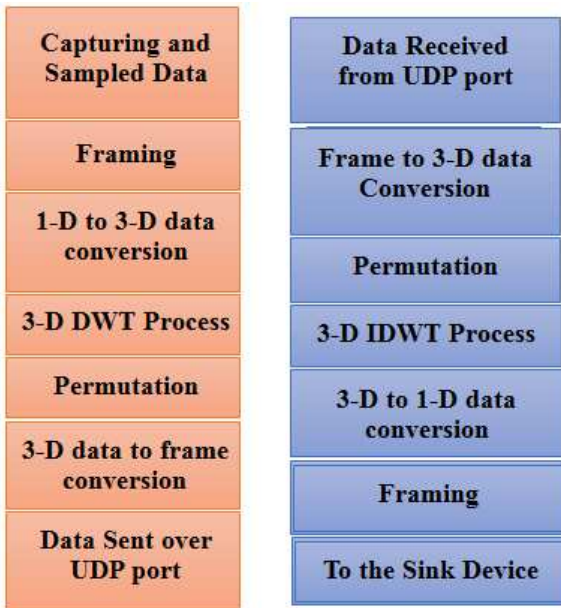 Capturing and
Sampled Data
Framing
1-D to 3-D data
conversion
3-D DWT Process
Permutation
3-D data to frame
conversion
Data Sent over
UDP port
Data Received
from UDP port
Frame to 3-D data
Conversion
Permutation
3-D IDWT Process
3-D to 1-D data
conversion
Framing
To the Sink Device